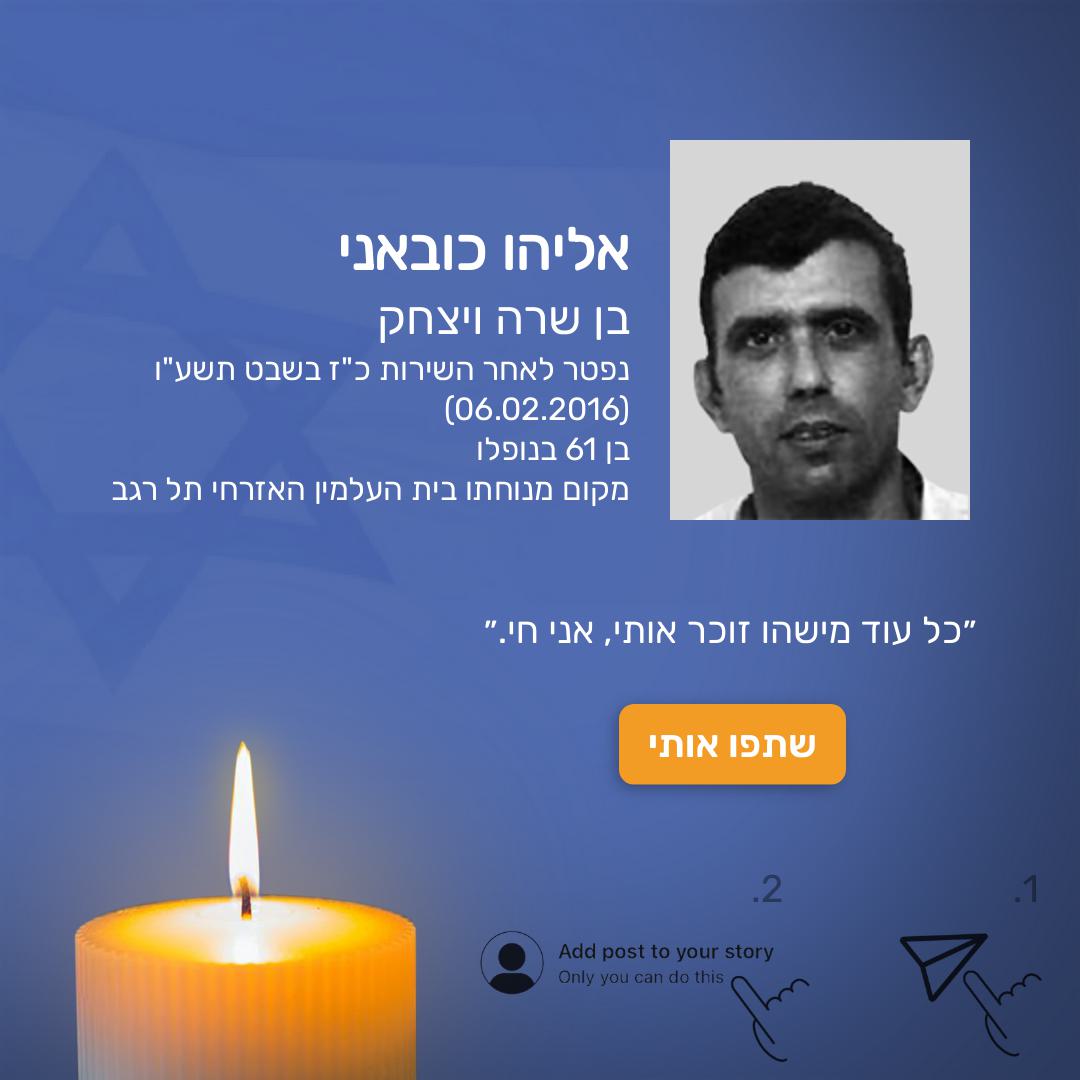 אליהו כובאני
בן שרה ויצחק
נפטר לאחר השירות כ"ז בשבט תשע"ו
(06.02.2016)
בן 61 בנופלו
מקום מנוחתו בית העלמין האזרחי תל רגב
״כל עוד מישהו זוכר אותי, אני חי.״
שתפו אותי
1.
2.
Add post to your story
Only you can do this